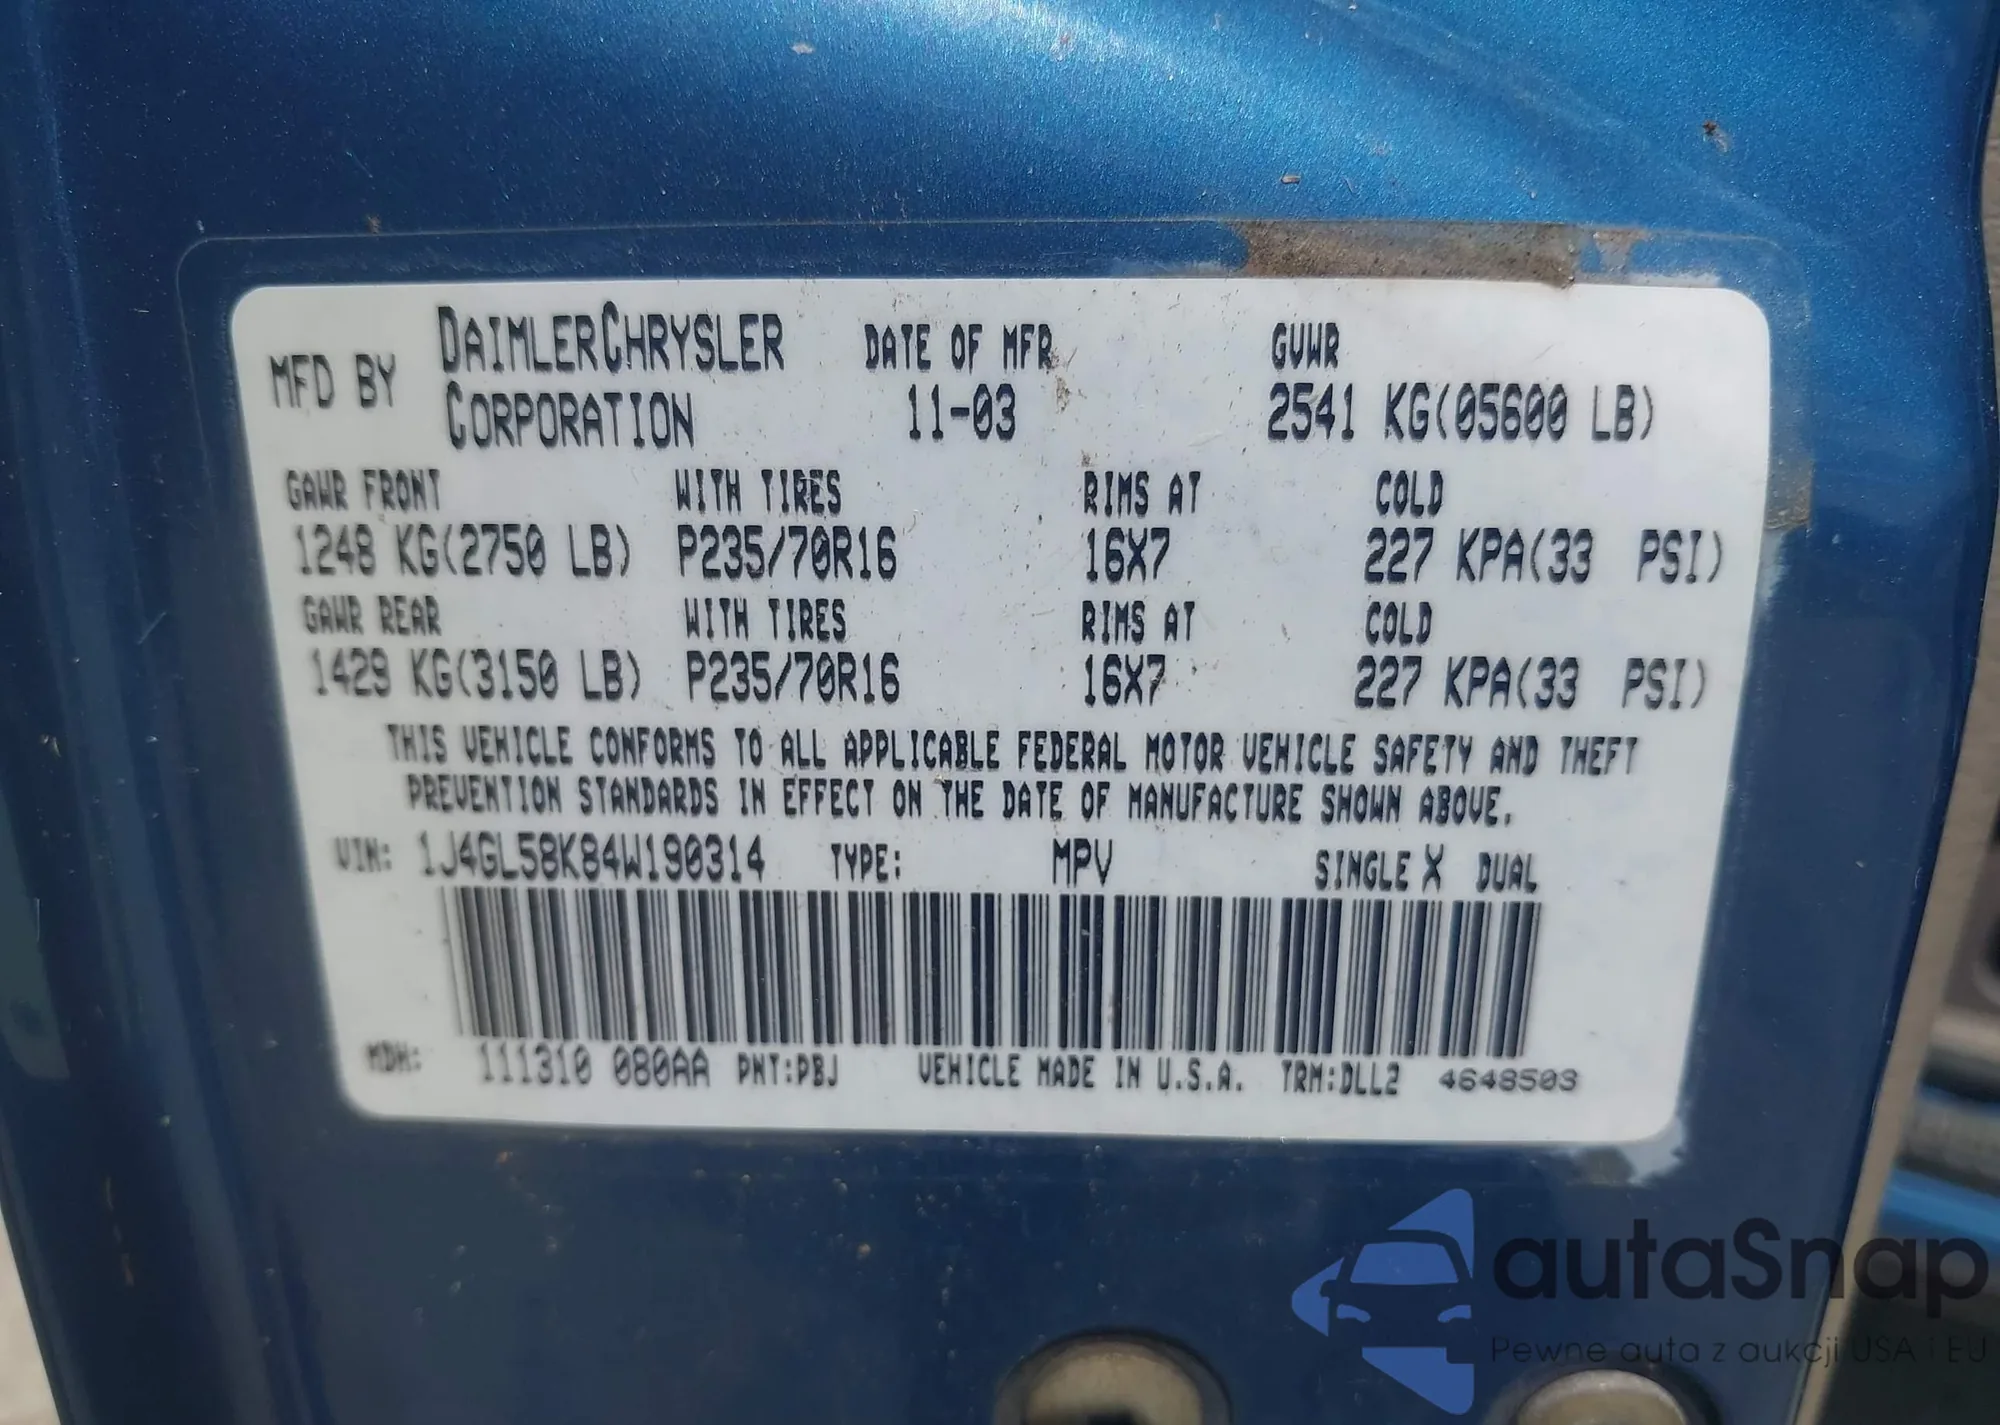 MFD BY DAIMLERCHRYSLER CORPORATION DATE OF MFR 11-03 GVWR 2541 KG(05600 LB)
GAWR FRONT WITH TIRES RIMS AT COLD
1248 KG(2750 LB) P235/70R16 16X7 227 KPA(33 PSI)
GAWR REAR WITH TIRES RIMS AT COLD
1429 KG(3150 LB) P235/70R16 16X7 227 KPA(33 PSI)
THIS VEHICLE CONFORMS TO ALL APPLICABLE FEDERAL MOTOR VEHICLE SAFETY AND THEFT
PREVENTION STANDARDS IN EFFECT ON THE DATE OF MANUFACTURE SHOWN ABOVE.
VIN: 1J4GL58K84W190314 TYPE: MPV SINGLE X DUAL
MDH: 111310 080AA PNT:PBJ VEHICLE MADE IN U.S.A. TRM:DLL2 4648503
autaSnap
Pewne auta z aukcji USA i EU